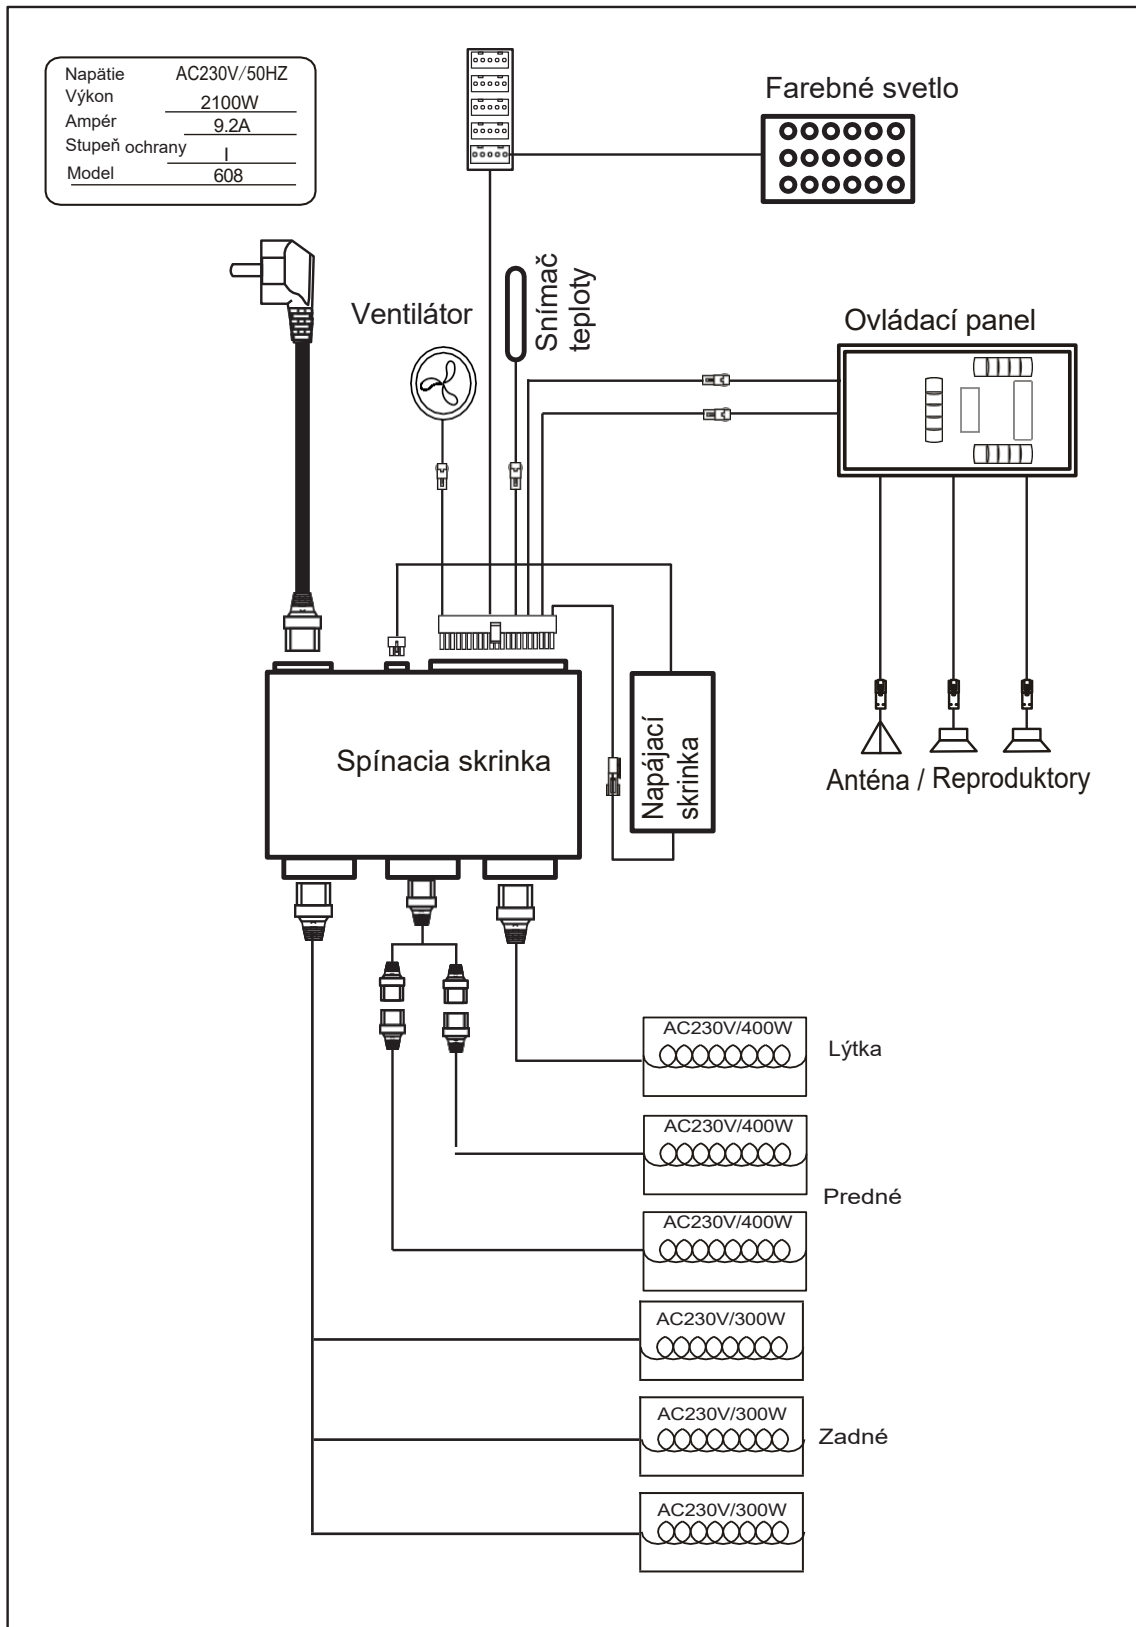 Napätie AC230V/50HZ
Výkon 2100W
Ampér 9.2A
Stupeň ochrany I
Model 608
Farebné svetlo
Snímač
teploty
Ventilátor
Ovládací panel
Spínacia skrinka
Napájací
skrinka
Anténa / Reproduktory
AC230V/400W
Lýtka
AC230V/400W
Predné
AC230V/400W
AC230V/300W
AC230V/300W
Zadné
AC230V/300W